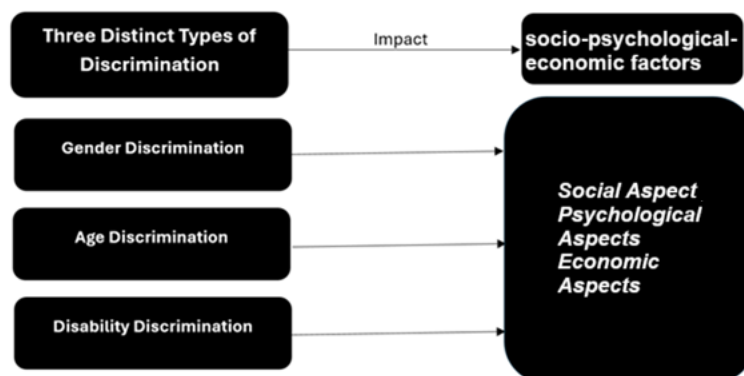 Three Distinct Types of
Discrimination
Impact
socio-psychological-
economic factors
Gender Discrimination
Age Discrimination
Disability Discrimination
Social Aspect
Psychological
Aspects
Economic
Aspects